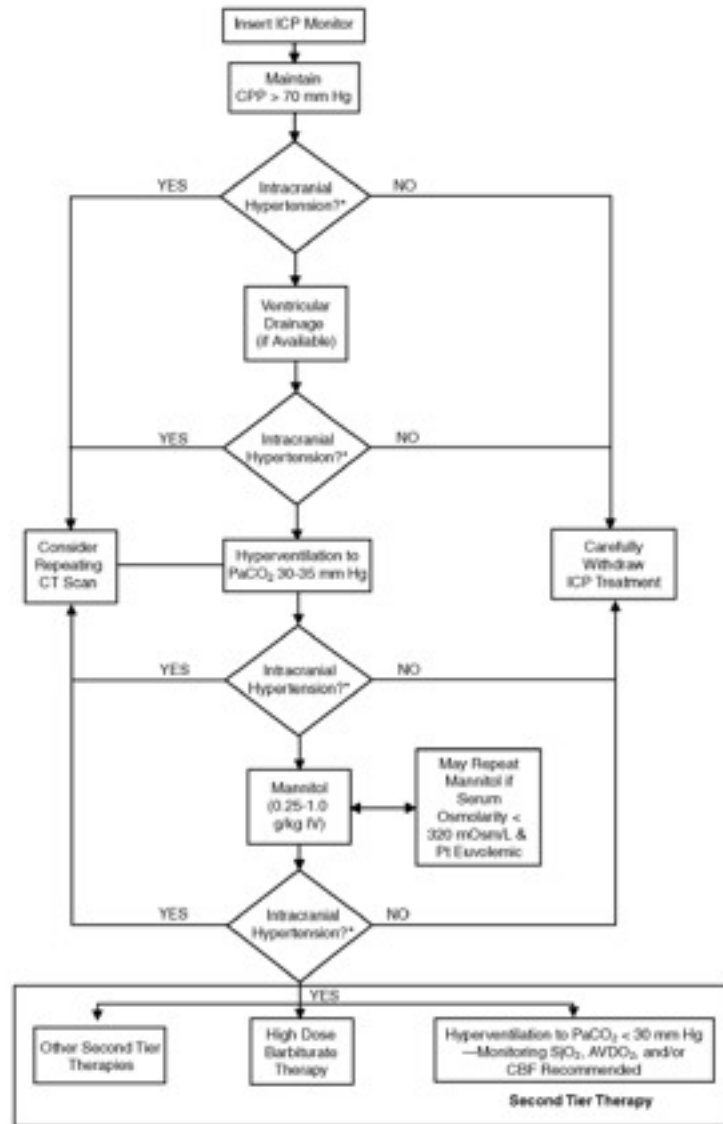 Insert ICP Monitor
Maintain
CPP > 70 mm Hg
YES
Intracranial
Hypertension?*
NO
Ventricular
Drainage
(if Available)
YES
Intracranial
Hypertension?*
NO
Consider
Repeating
CT Scan
Hyperventilation to
PaCO₂ 30-35 mm Hg
Carefully
Withdraw
ICP Treatment
YES
Intracranial
Hypertension?*
NO
Mannitol
(0.25-1.0
g/kg IV)
May Repeat
Mannitol if
Serum
Osmolarity <
320 mOsm/L &
Pt Euvolemic
YES
Intracranial
Hypertension?*
NO
YES
Other Second Tier
Therapies
High Dose
Barbiturate
Therapy
Hyperventilation to PaCO₂ < 30 mm Hg
—Monitoring SjO₂, AVDO₂, and/or
CBF Recommended
Second Tier Therapy